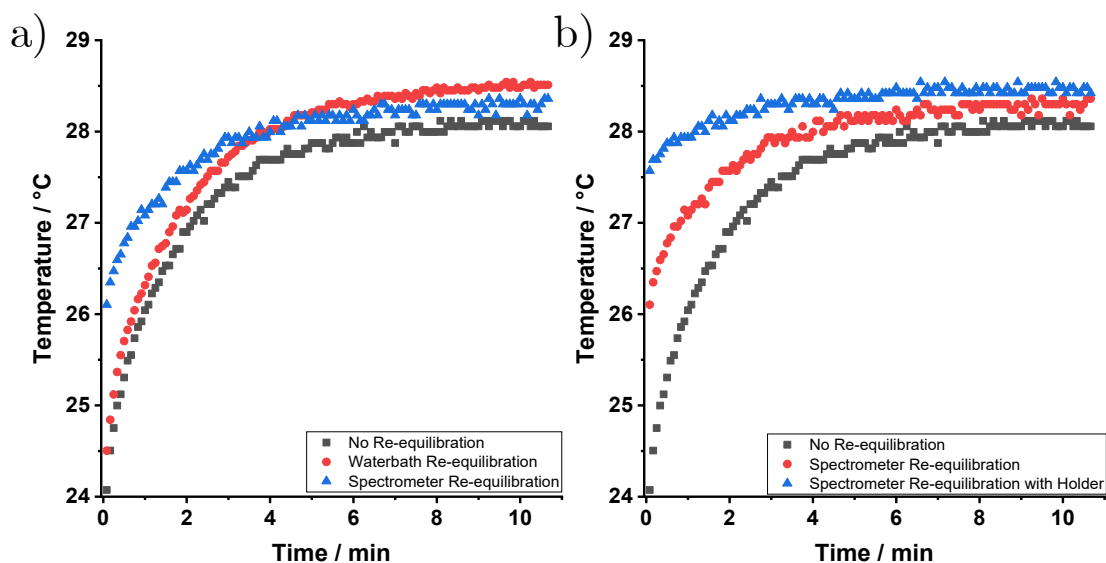 a)
29
28
27
26
25
24
Temperature / °C
0
2
4
6
8
10
Time / min
No Re-equilibration
Waterbath Re-equilibration
Spectrometer Re-equilibration
b)
29
28
27
26
25
24
Temperature / °C
0
2
4
6
8
10
Time / min
No Re-equilibration
Spectrometer Re-equilibration
Spectrometer Re-equilibration with Holder